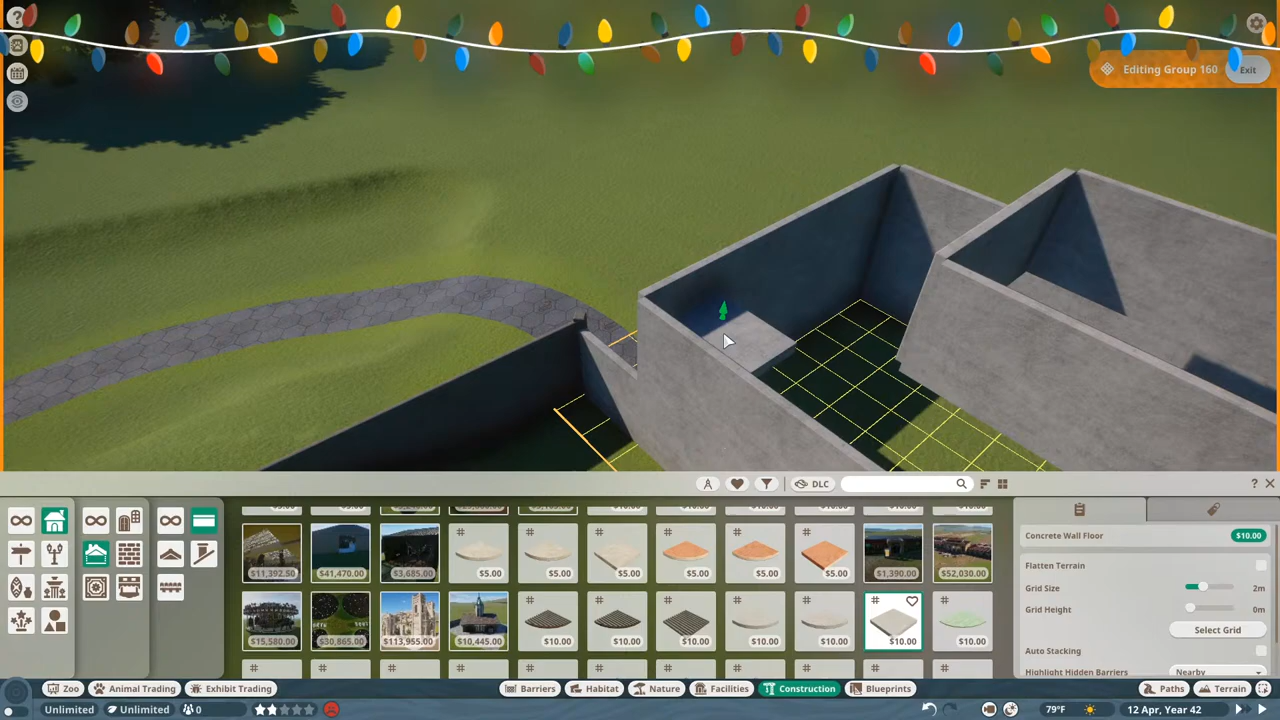 ?
Editing Group 160
Exit
DLC
? ×
$11,392.50
$41,470.00
$3,685.00
$5.00
$5.00
$5.00
$5.00
$5.00
$5.00
$1,390.00
$52,030.00
$15,580.00
$30,865.00
$113,955.00
$10,445.00
$10.00
$10.00
$10.00
$10.00
$10.00
$10.00
$10.00
Concrete Wall Floor
$10.00
Flatten Terrain
Grid Size
2m
Grid Height
0m
Select Grid
Auto Stacking
Highlight Hidden Barriers
Nearby
Zoo
Animal Trading
Exhibit Trading
Barriers
Habitat
Nature
Facilities
Construction
Blueprints
Paths
Terrain
Unlimited
Unlimited
0
79°F
12 Apr, Year 42